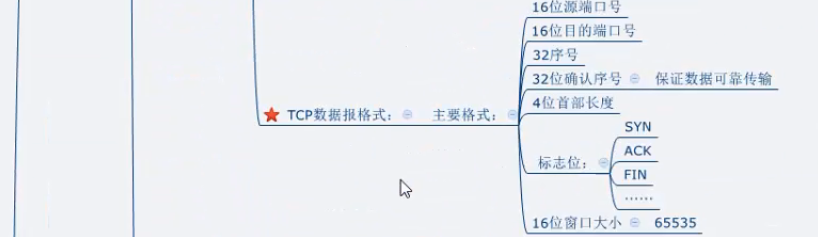 16位源端口号
16位目的端口号
32序号
32位确认序号 保证数据可靠传输
4位首部长度
TCP数据报格式： 主要格式：
SYN
ACK
标志位：
FIN
......
16位窗口大小 65535